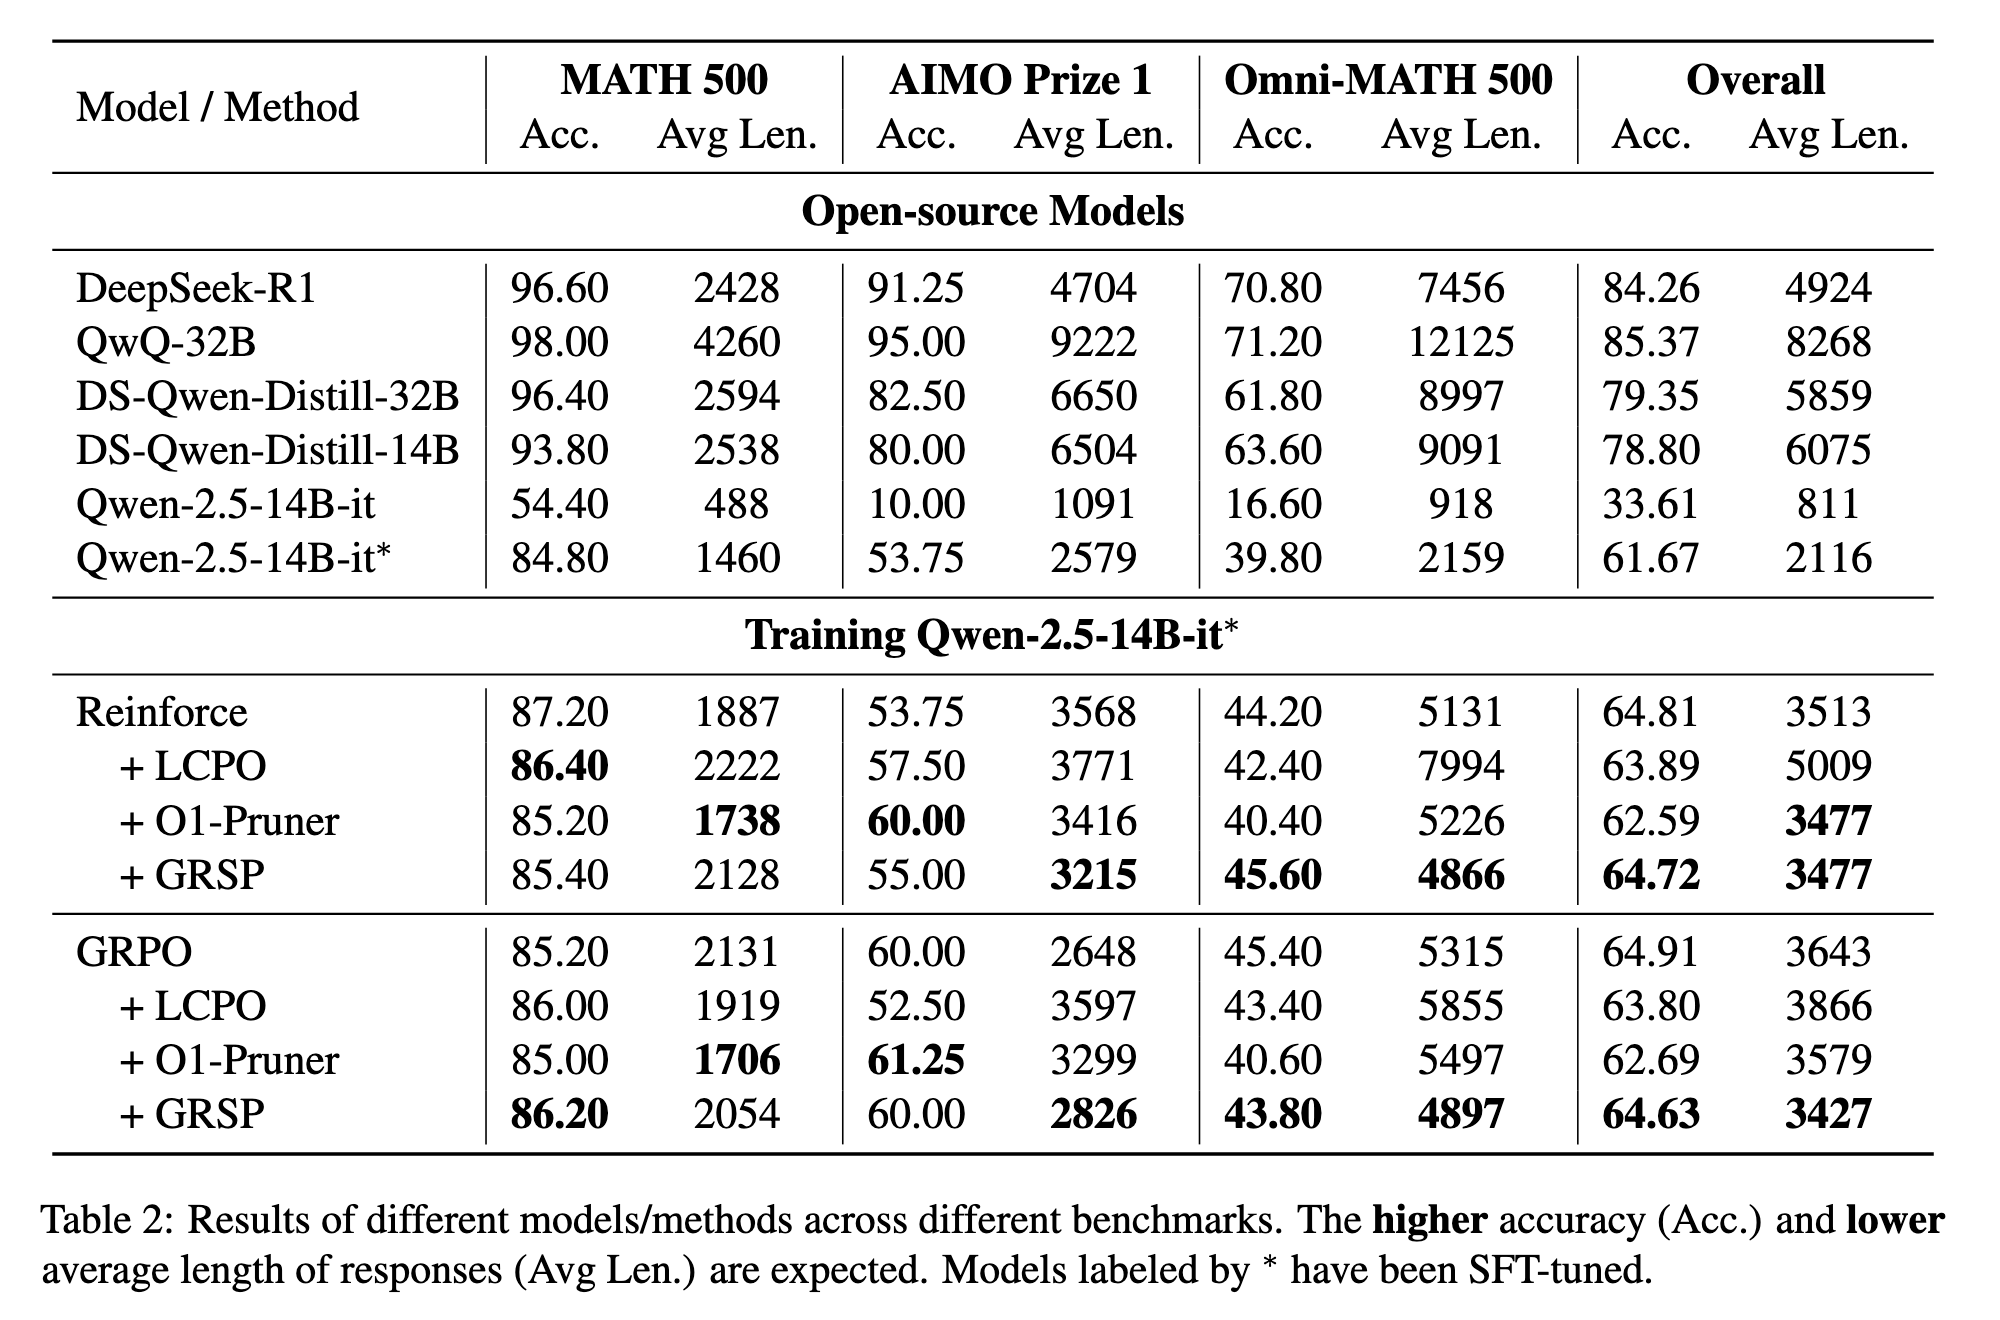 Model / Method MATH 500 AIMO Prize 1 Omni-MATH 500 Overall
Acc. Avg Len. Acc. Avg Len. Acc. Avg Len. Acc. Avg Len.
Open-source Models
DeepSeek-R1 96.60 2428 91.25 4704 70.80 7456 84.26 4924
QwQ-32B 98.00 4260 95.00 9222 71.20 12125 85.37 8268
DS-Qwen-Distill-32B 96.40 2594 82.50 6650 61.80 8997 79.35 5859
DS-Qwen-Distill-14B 93.80 2538 80.00 6504 63.60 9091 78.80 6075
Qwen-2.5-14B-it 54.40 488 10.00 1091 16.60 918 33.61 811
Qwen-2.5-14B-it* 84.80 1460 53.75 2579 39.80 2159 61.67 2116
Training Qwen-2.5-14B-it*
Reinforce 87.20 1887 53.75 3568 44.20 5131 64.81 3513
+ LCPO 86.40 2222 57.50 3771 42.40 7994 63.89 5009
+ O1-Pruner 85.20 1738 60.00 3416 40.40 5226 62.59 3477
+ GRSP 85.40 2128 55.00 3215 45.60 4866 64.72 3477
GRPO 85.20 2131 60.00 2648 45.40 5315 64.91 3643
+ LCPO 86.00 1919 52.50 3597 43.40 5855 63.80 3866
+ O1-Pruner 85.00 1706 61.25 3299 40.60 5497 62.69 3579
+ GRSP 86.20 2054 60.00 2826 43.80 4897 64.63 3427
Table 2: Results of different models/methods across different benchmarks. The higher accuracy (Acc.) and lower
average length of responses (Avg Len.) are expected. Models labeled by * have been SFT-tuned.